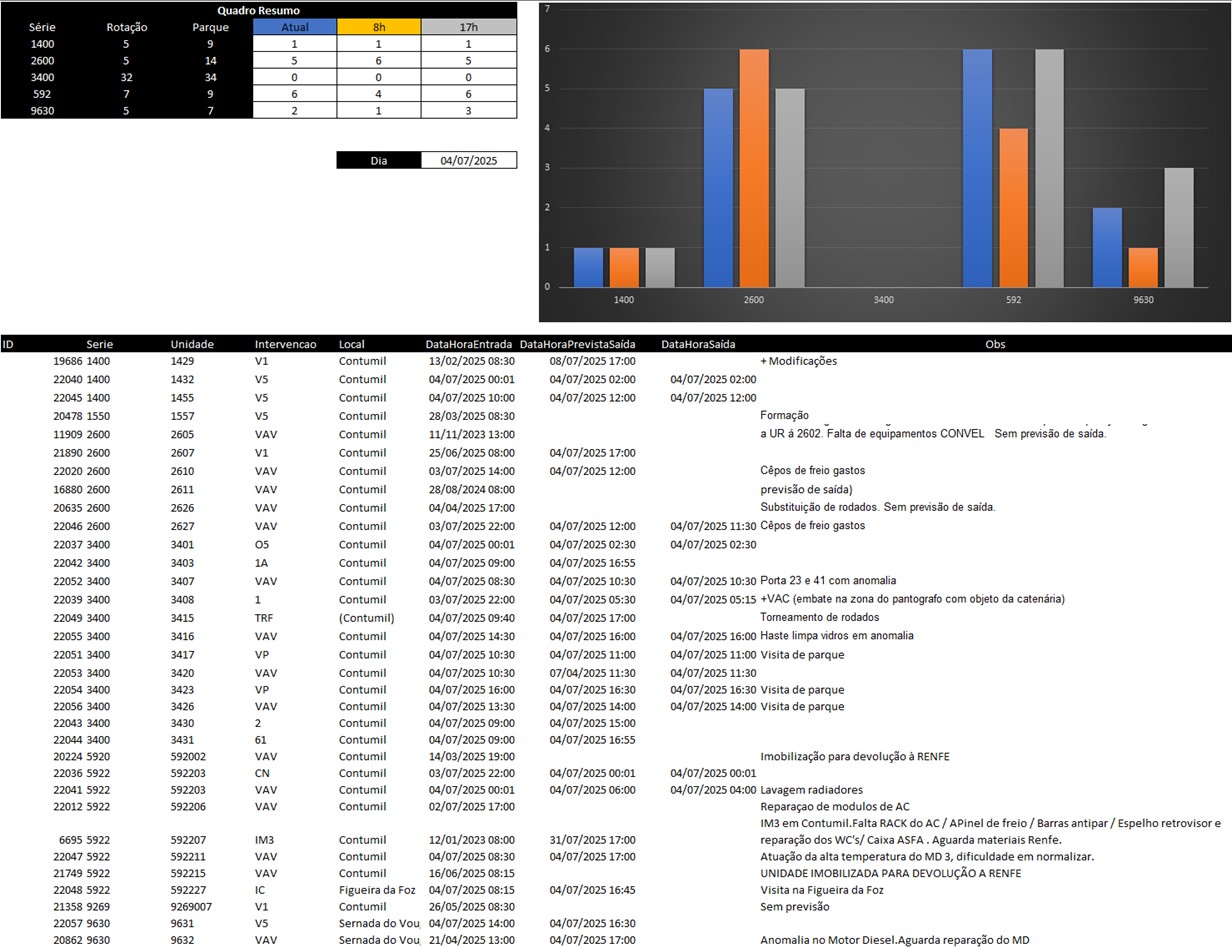 Quadro Resumo
Série Rotação Parque Atual 8h 17h
1400 5 9 1 1 1
2600 5 14 5 6 5
3400 32 34 0 0 0
592 7 9 6 4 6
9630 5 7 2 1 3
Dia 04/07/2025
7
6
5
4
3
2
1
0
1400 2600 3400 592 9630
ID Serie Unidade Intervencao Local DataHoraEntrada DataHoraPrevistaSaída DataHoraSaída Obs
19686 1400 1429 V1 Contumil 13/02/2025 08:30 08/07/2025 17:00 + Modificações
22040 1400 1432 V5 Contumil 04/07/2025 00:01 04/07/2025 02:00 04/07/2025 02:00
22045 1400 1455 V5 Contumil 04/07/2025 10:00 04/07/2025 12:00 04/07/2025 12:00
20478 1550 1557 V5 Contumil 28/03/2025 08:30 Formação
11909 2600 2605 VAV Contumil 11/11/2023 13:00 a UR á 2602. Falta de equipamentos CONVEL Sem previsão de saída.
21890 2600 2607 V1 Contumil 25/06/2025 08:00 04/07/2025 17:00
22020 2600 2610 VAV Contumil 03/07/2025 14:00 04/07/2025 12:00 Cêpos de freio gastos
16880 2600 2611 VAV Contumil 28/08/2024 08:00 previsão de saída)
20635 2600 2626 VAV Contumil 04/04/2025 17:00 Substituição de rodados. Sem previsão de saída.
22046 2600 2627 VAV Contumil 03/07/2025 22:00 04/07/2025 12:00 04/07/2025 11:30 Cêpos de freio gastos
22037 3400 3401 O5 Contumil 04/07/2025 00:01 04/07/2025 02:30 04/07/2025 02:30
22042 3400 3403 1A Contumil 04/07/2025 09:00 04/07/2025 16:55
22052 3400 3407 VAV Contumil 04/07/2025 08:30 04/07/2025 10:30 04/07/2025 10:30 Porta 23 e 41 com anomalia
22039 3400 3408 1 Contumil 03/07/2025 22:00 04/07/2025 05:30 04/07/2025 05:15 +VAC (embate na zona do pantografo com objeto da catenária)
22049 3400 3415 TRF (Contumil) 04/07/2025 09:40 04/07/2025 17:00 Torneamento de rodados
22055 3400 3416 VAV Contumil 04/07/2025 14:30 04/07/2025 16:00 04/07/2025 16:00 Haste limpa vidros em anomalia
22051 3400 3417 VP Contumil 04/07/2025 10:30 04/07/2025 11:00 04/07/2025 11:00 Visita de parque
22053 3400 3420 VAV Contumil 04/07/2025 10:30 07/04/2025 11:30 04/07/2025 11:30
22054 3400 3423 VP Contumil 04/07/2025 16:00 04/07/2025 16:30 04/07/2025 16:30 Visita de parque
22056 3400 3426 VAV Contumil 04/07/2025 13:30 04/07/2025 14:00 04/07/2025 14:00 Visita de parque
22043 3400 3430 2 Contumil 04/07/2025 09:00 04/07/2025 15:00
22044 3400 3431 61 Contumil 04/07/2025 09:00 04/07/2025 16:55
20224 5920 592002 VAV Contumil 14/03/2025 19:00 Imobilização para devolução à RENFE
22036 5922 592203 CN Contumil 03/07/2025 22:00 04/07/2025 00:01 04/07/2025 00:01
22041 5922 592203 VAV Contumil 04/07/2025 00:01 04/07/2025 06:00 04/07/2025 04:00 Lavagem radiadores
22012 5922 592206 VAV Contumil 02/07/2025 17:00 Reparaçao de modulos de AC
IM3 em Contumil.Falta RACK do AC / APinel de freio / Barras antipar / Espelho retrovisor e
6695 5922 592207 IM3 Contumil 12/01/2023 08:00 31/07/2025 17:00 reparação dos WC's/ Caixa ASFA . Aguarda materiais Renfe.
22047 5922 592211 VAV Contumil 04/07/2025 08:30 04/07/2025 17:00 Atuação da alta temperatura do MD 3, dificuldade em normalizar.
21749 5922 592215 VAV Contumil 16/06/2025 08:15 UNIDADE IMOBILIZADA PARA DEVOLUÇÃO A RENFE
22048 5922 592227 IC Figueira da Foz 04/07/2025 08:15 04/07/2025 16:45 Visita na Figueira da Foz
21358 9269 9269007 V1 Contumil 26/05/2025 08:30 Sem previsão
22057 9630 9631 V5 Sernada do Vou 04/07/2025 14:00 04/07/2025 16:30
20862 9630 9632 VAV Sernada do Vou 21/04/2025 13:00 04/07/2025 17:00 Anomalia no Motor Diesel.Aguarda reparação do MD